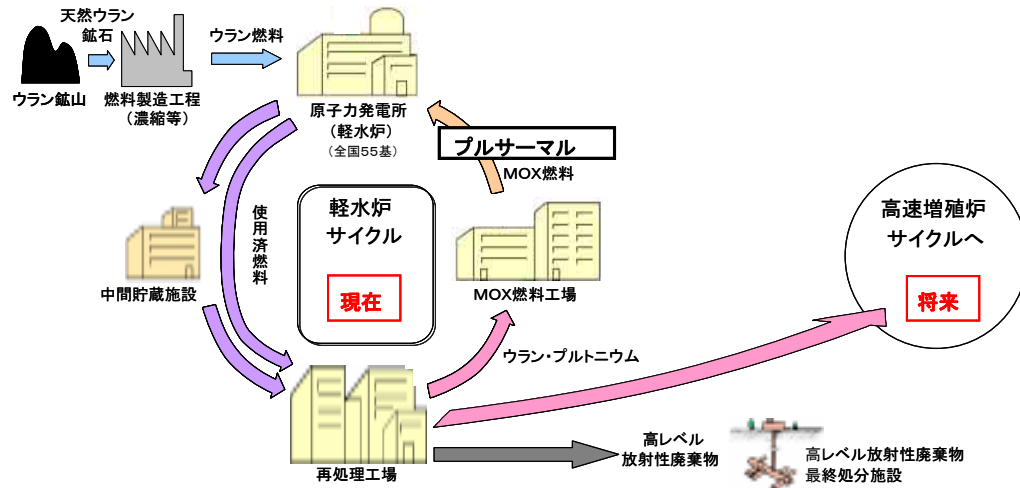 天然ウラン
鉱石
ウラン鉱山
燃料製造工程
（濃縮等）
ウラン燃料
原子力発電所
（軽水炉）
（全国55基）
プルサーマル
MOX燃料
使用済燃料
軽水炉
サイクル
現在
中間貯蔵施設
MOX燃料工場
高速増殖炉
サイクルへ
将来
ウラン・プルトニウム
再処理工場
高レベル
放射性廃棄物
高レベル放射性廃棄物
最終処分施設